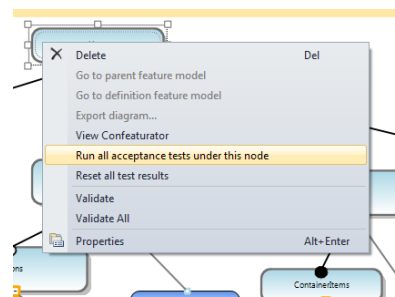 Delete Del
Go to parent feature model
Go to definition feature model
Export diagram...
View Confeaturator
Run all acceptance tests under this node
Reset all test results
Validate
Validate All
Properties Alt+Enter
ons
ContainerItems